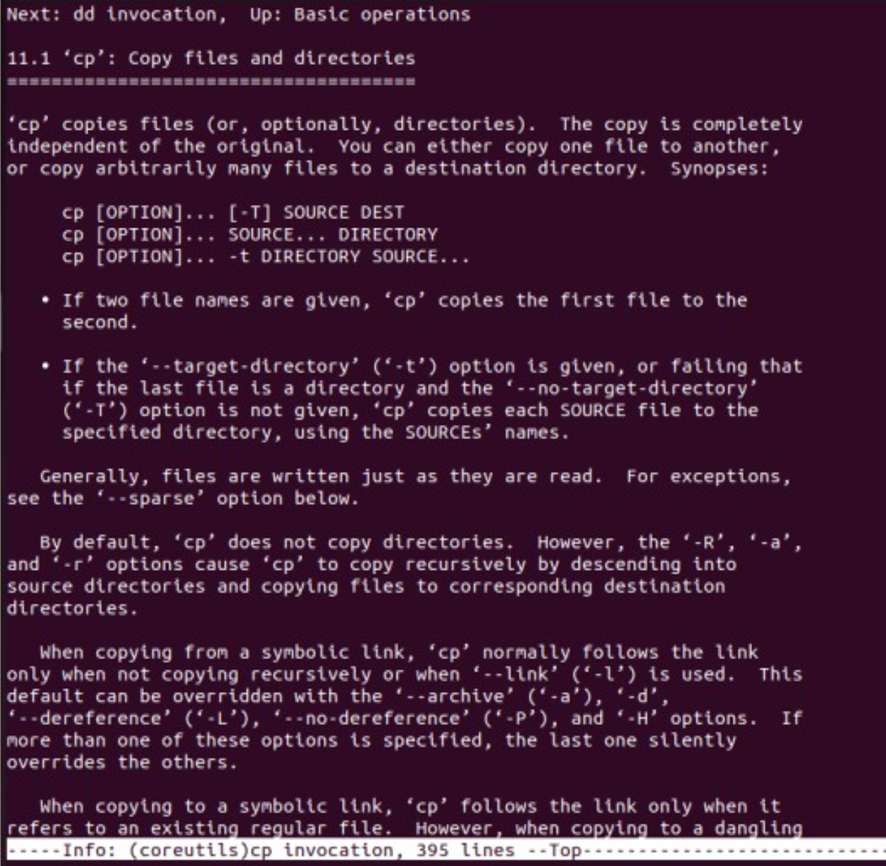 Next: dd invocation,  Up: Basic operations
11.1 ‘cp’: Copy files and directories
=====================================
‘cp’ copies files (or, optionally, directories).  The copy is completely
independent of the original.  You can either copy one file to another,
or copy arbitrarily many files to a destination directory.  Synopses:
     cp [OPTION]... [-T] SOURCE DEST
     cp [OPTION]... SOURCE... DIRECTORY
     cp [OPTION]... -t DIRECTORY SOURCE...
   • If two file names are given, ‘cp’ copies the first file to the
     second.
   • If the ‘--target-directory’ (‘-t’) option is given, or failing that
     if the last file is a directory and the ‘--no-target-directory’
     (‘-T’) option is not given, ‘cp’ copies each SOURCE file to the
     specified directory, using the SOURCEs’ names.
   Generally, files are written just as they are read.  For exceptions,
see the ‘--sparse’ option below.
   By default, ‘cp’ does not copy directories.  However, the ‘-R’, ‘-a’,
and ‘-r’ options cause ‘cp’ to copy recursively by descending into
source directories and copying files to corresponding destination
directories.
   When copying from a symbolic link, ‘cp’ normally follows the link
only when not copying recursively or when ‘--link’ (‘-l’) is used.  This
default can be overridden with the ‘--archive’ (‘-a’), ‘-d’,
‘--dereference’ (‘-L’), ‘--no-dereference’ (‘-P’), and ‘-H’ options.  If
more than one of these options is specified, the last one silently
overrides the others.
   When copying to a symbolic link, ‘cp’ follows the link only when it
refers to an existing regular file.  However, when copying to a dangling
-----Info: (coreutils)cp invocation, 395 lines --Top----------------------------